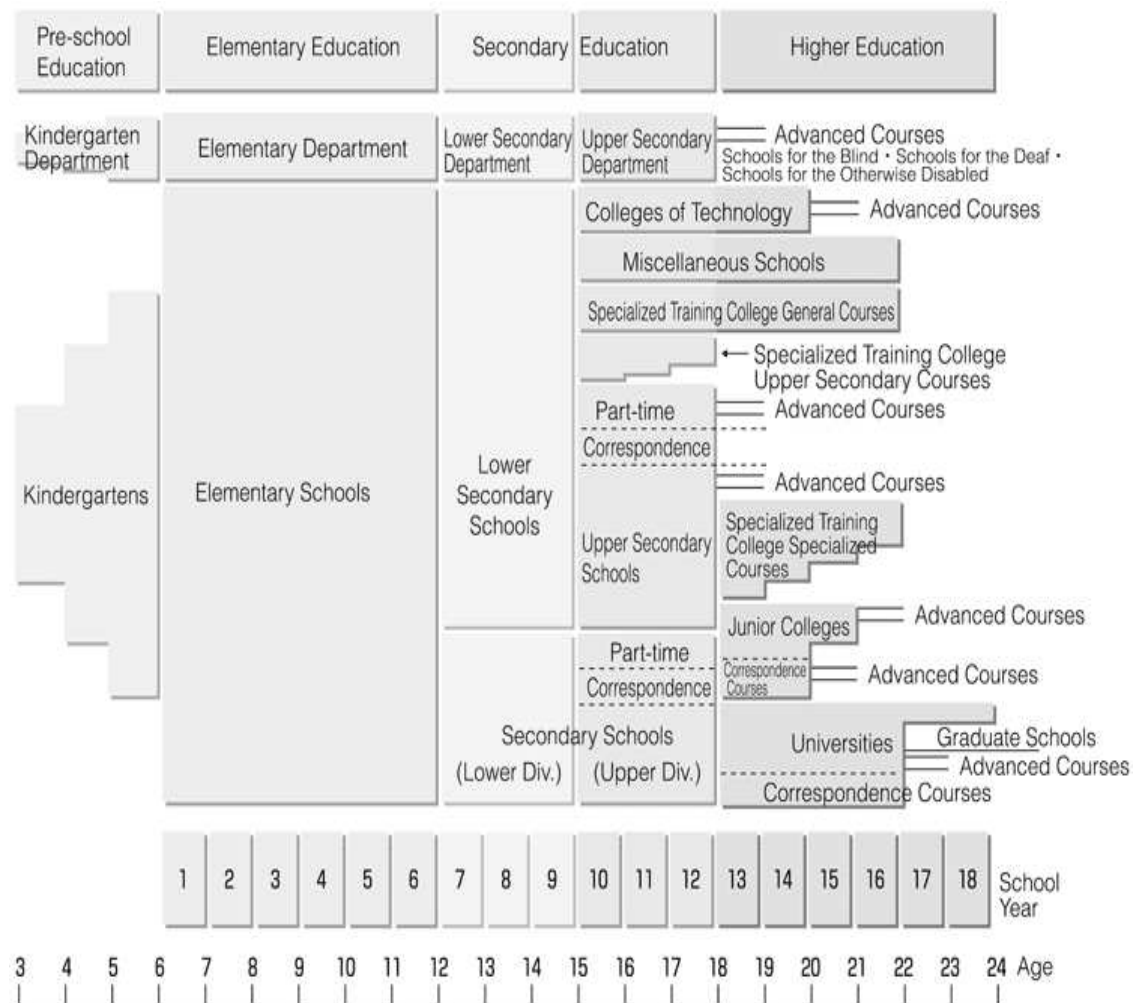 Pre-school
Education
Elementary Education
Secondary Education
Higher Education
Kindergarten
Department
Elementary Department
Lower Secondary
Department
Upper Secondary
Department
Advanced Courses
Schools for the Blind・Schools for the Deaf・
Schools for the Otherwise Disabled
Colleges of Technology
Advanced Courses
Miscellaneous Schools
Specialized Training College General Courses
Specialized Training College
Upper Secondary Courses
Part-time
Advanced Courses
Correspondence
Kindergartens
Elementary Schools
Lower
Secondary
Schools
Advanced Courses
Upper Secondary
Schools
Specialized Training
College Specialized
Courses
Junior Colleges
Advanced Courses
Part-time
Correspondence
Correspondence
Courses
Advanced Courses
Secondary Schools
(Lower Div.) (Upper Div.)
Universities
Graduate Schools
Advanced Courses
Correspondence Courses
1 2 3 4 5 6 7 8 9 10 11 12 13 14 15 16 17 18 School
Year
3 4 5 6 7 8 9 10 11 12 13 14 15 16 17 18 19 20 21 22 23 24 Age